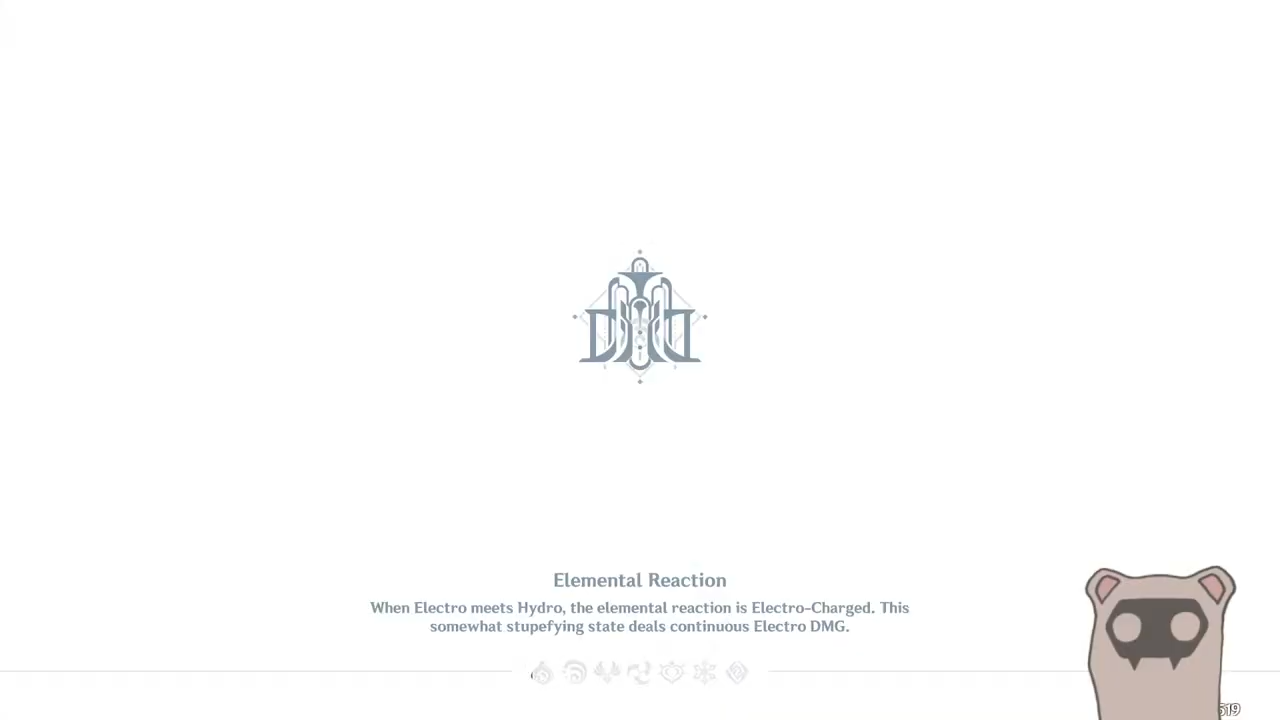 Elemental Reaction
When Electro meets Hydro, the elemental reaction is Electro-Charged. This
somewhat stupefying state deals continuous Electro DMG.
519